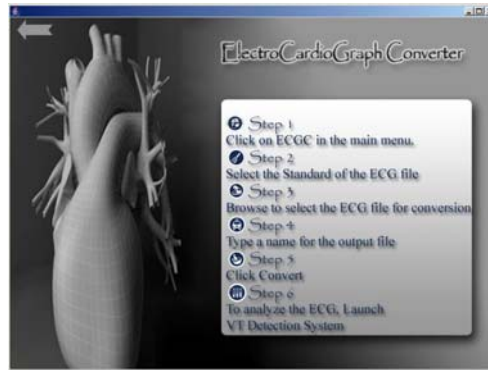 ElectroCardioGraph Converter
Step 1
Click on ECGC in the main menu.
Step 2
Select the Standard of the ECG file
Step 3
Browse to select the ECG file for conversion
Step 4
Type a name for the output file
Step 5
Click Convert
Step 6
To analyze the ECG, Launch
VT Detection System